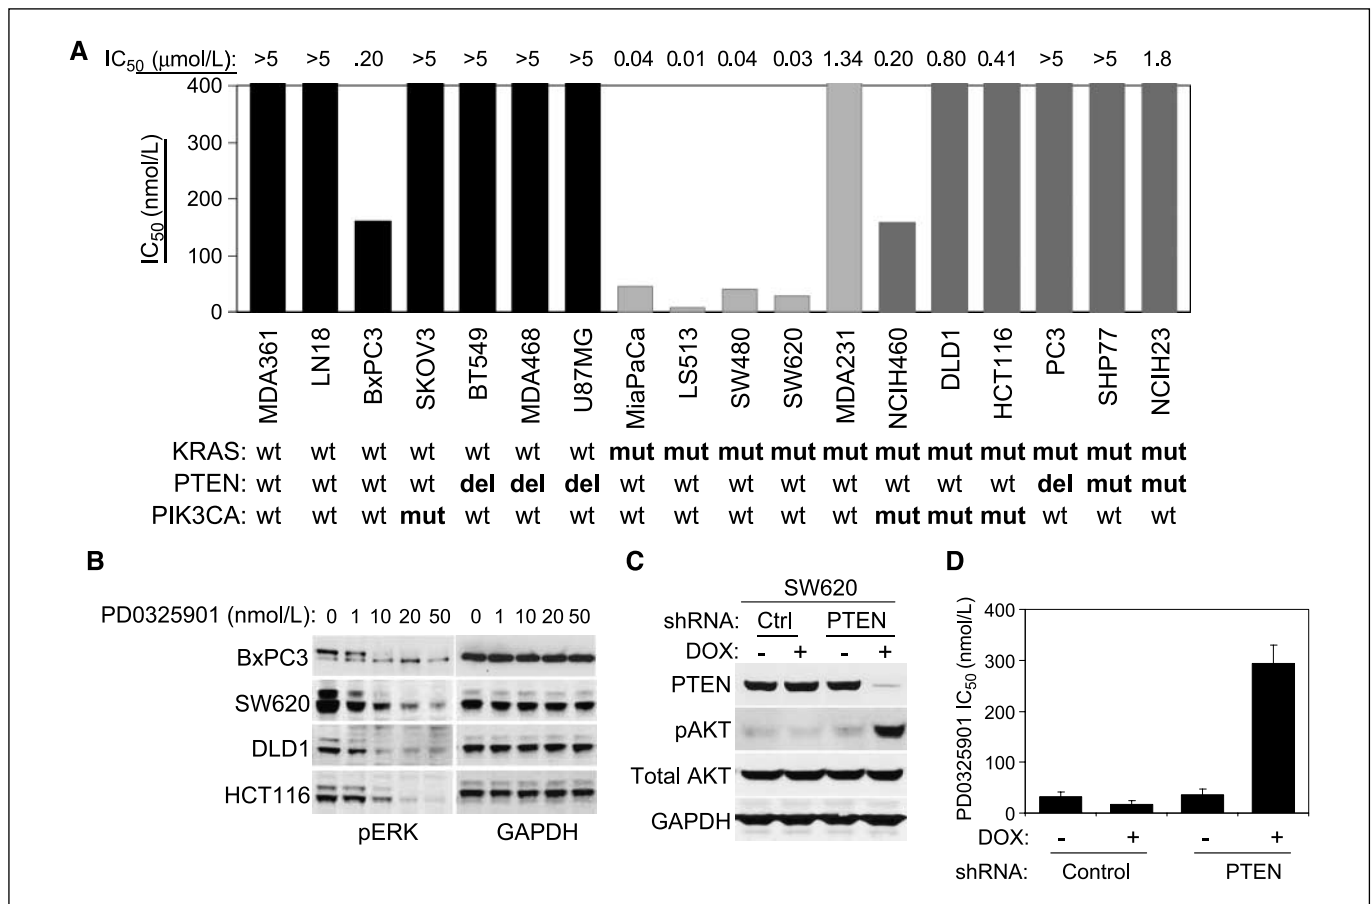 A
IC50 (μmol/L): >5 >5 .20 >5 >5 >5 >5 0.04 0.01 0.04 0.03 1.34 0.20 0.80 0.41 >5 >5 1.8
IC50 (nmol/L)
400
300
200
100
0
MDA361 LN18 BxPC3 SKOV3 BT549 MDA468 U87MG MiaPaCa LS513 SW480 SW620 MDA231 NCIH460 DLD1 HCT116 PC3 SHP77 NCIH23
KRAS: wt wt wt wt wt wt wt mut mut mut mut mut mut mut mut mut mut mut
PTEN: wt wt wt wt del del del wt wt wt wt wt wt wt wt del mut mut
PIK3CA: wt wt wt mut wt wt wt wt wt wt wt wt mut mut mut wt wt wt
B
PD0325901 (nmol/L): 0 1 10 20 50 0 1 10 20 50
BxPC3
SW620
DLD1
HCT116
pERK GAPDH
C
SW620
shRNA: Ctrl PTEN
DOX: - + - +
PTEN
pAKT
Total AKT
GAPDH
D
PD0325901 IC50 (nmol/L)
400
300
200
100
0
DOX: - + - +
shRNA: Control PTEN